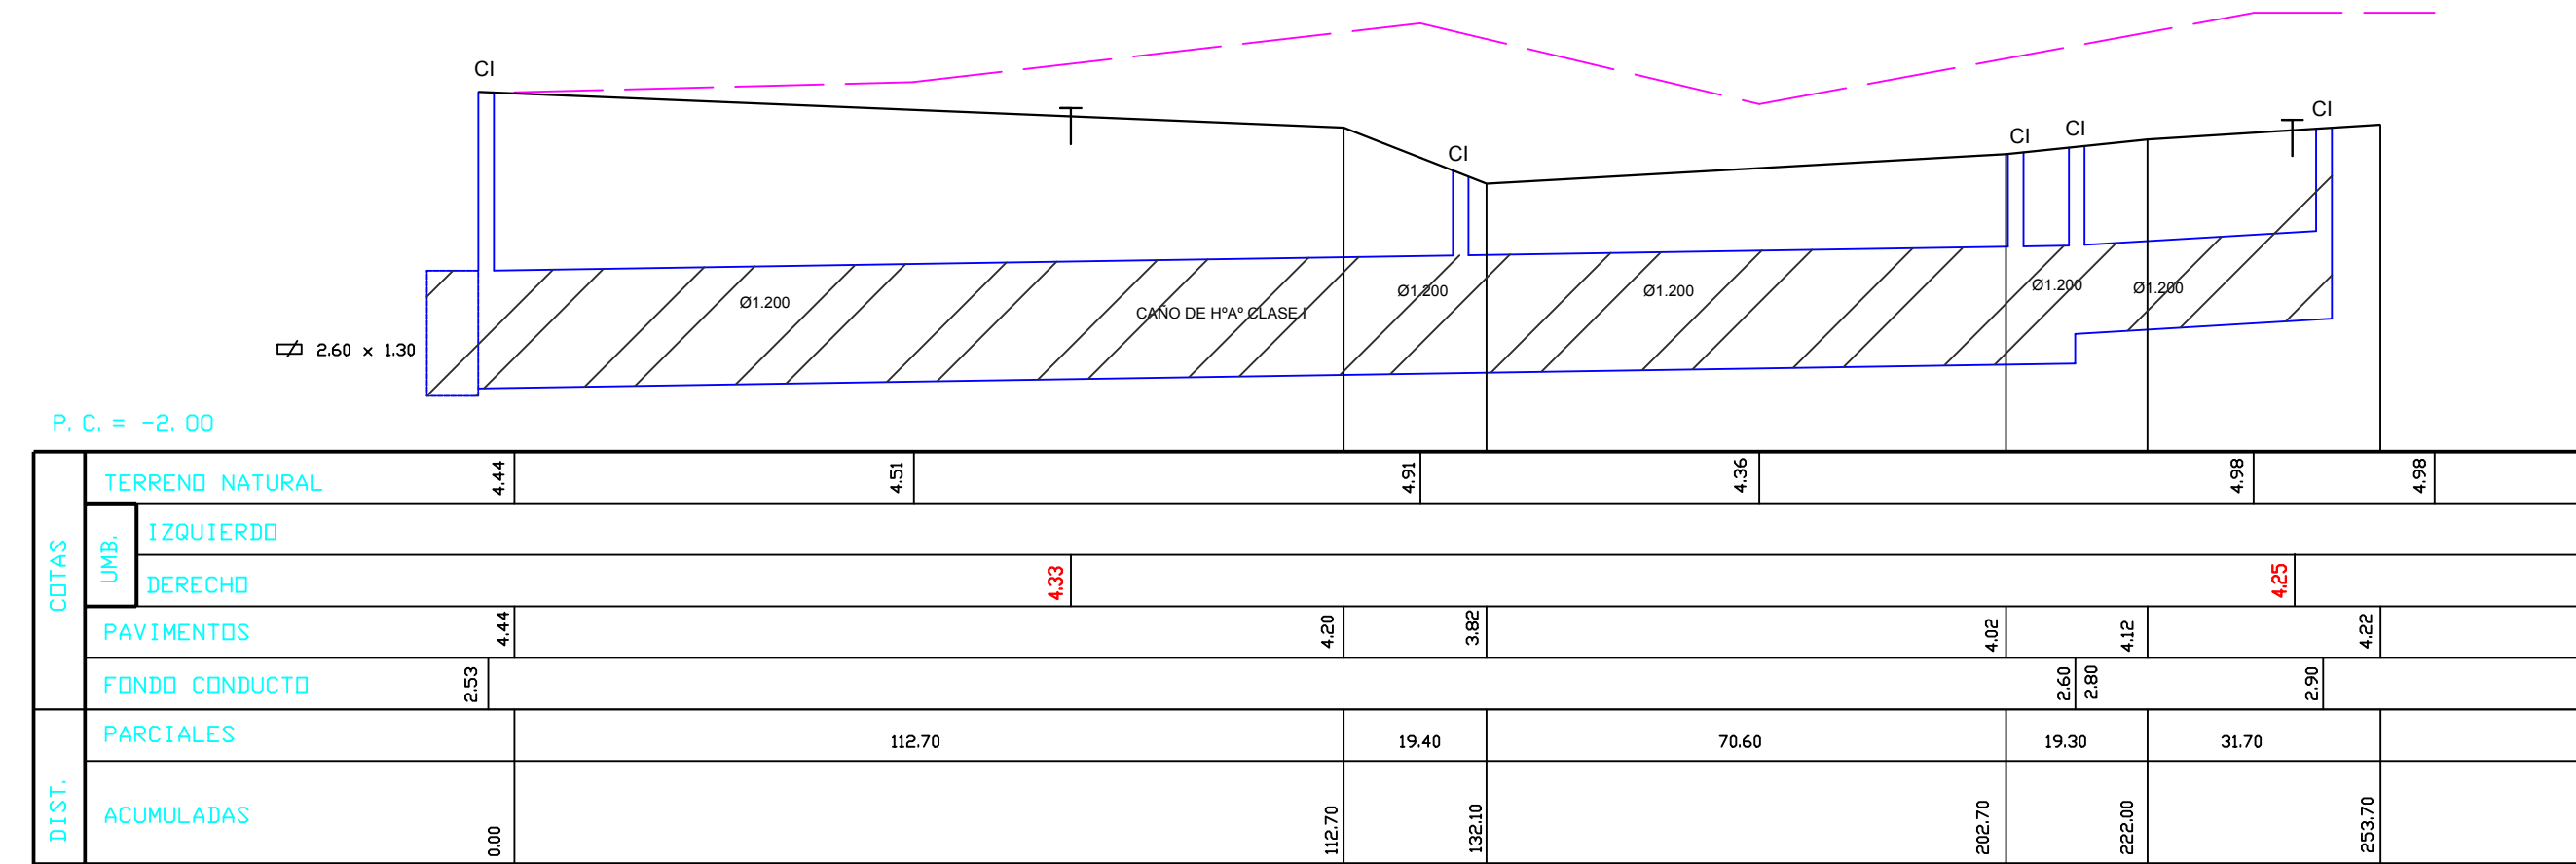 CI
CI
CI
CI
CI
Ø1.200
CAÑO DE HºAº CLASE I
Ø1.200
Ø1.200
Ø1.200
Ø1.200
2.60 x 1.30
P. C. = -2. 00
COTAS
TERRENO NATURAL 4.44 4.51 4.91 4.36 4.98 4.98
UMB.
IZQUIERDO
DERECHO 4.33 4.25
PAVIMENTOS 4.44 4.20 3.82 4.02 4.12 4.22
FONDO CONDUCTO 2.53 2.60 2.80 2.90
DIST.
PARCIALES 112.70 19.40 70.60 19.30 31.70
ACUMULADAS 0.00 112.70 132.10 202.70 222.00 253.70